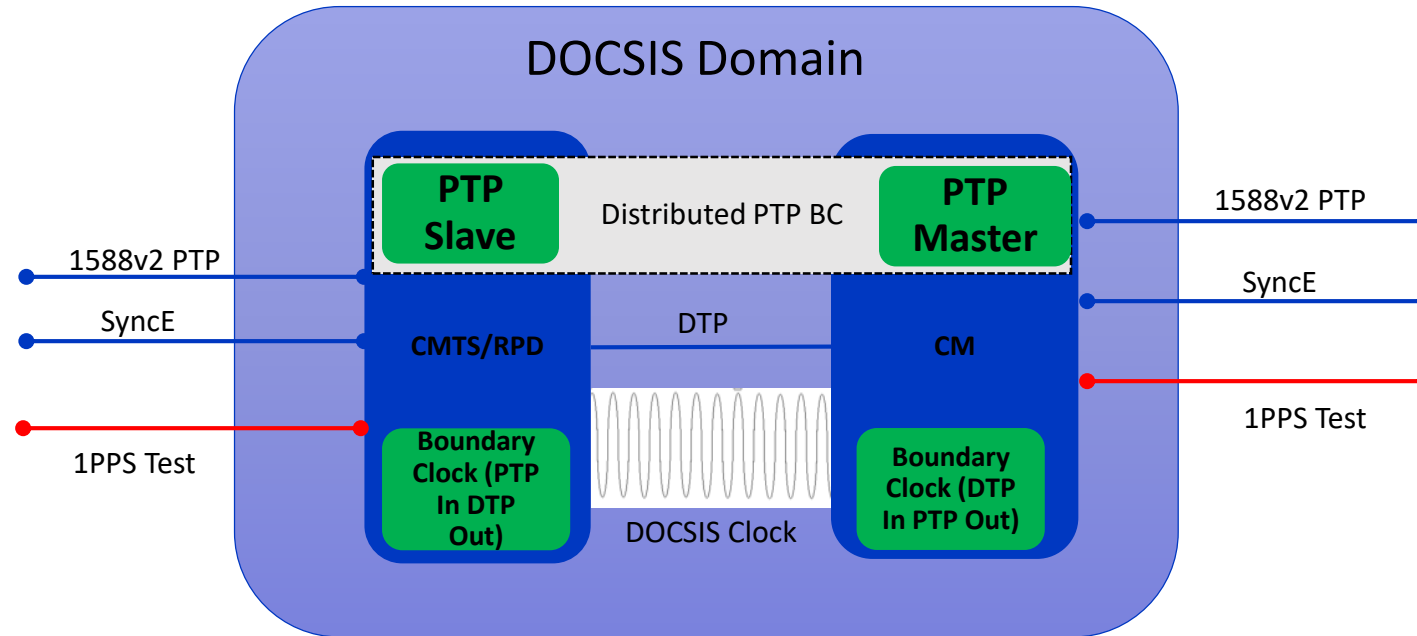 DOCSIS Domain
PTP
Slave
Distributed PTP BC
PTP
Master
1588v2 PTP
SyncE
1PPS Test
CMTS/RPD
DTP
CM
1588v2 PTP
SyncE
1PPS Test
Boundary
Clock (PTP
In DTP
Out)
DOCSIS Clock
Boundary
Clock (DTP
In PTP Out)